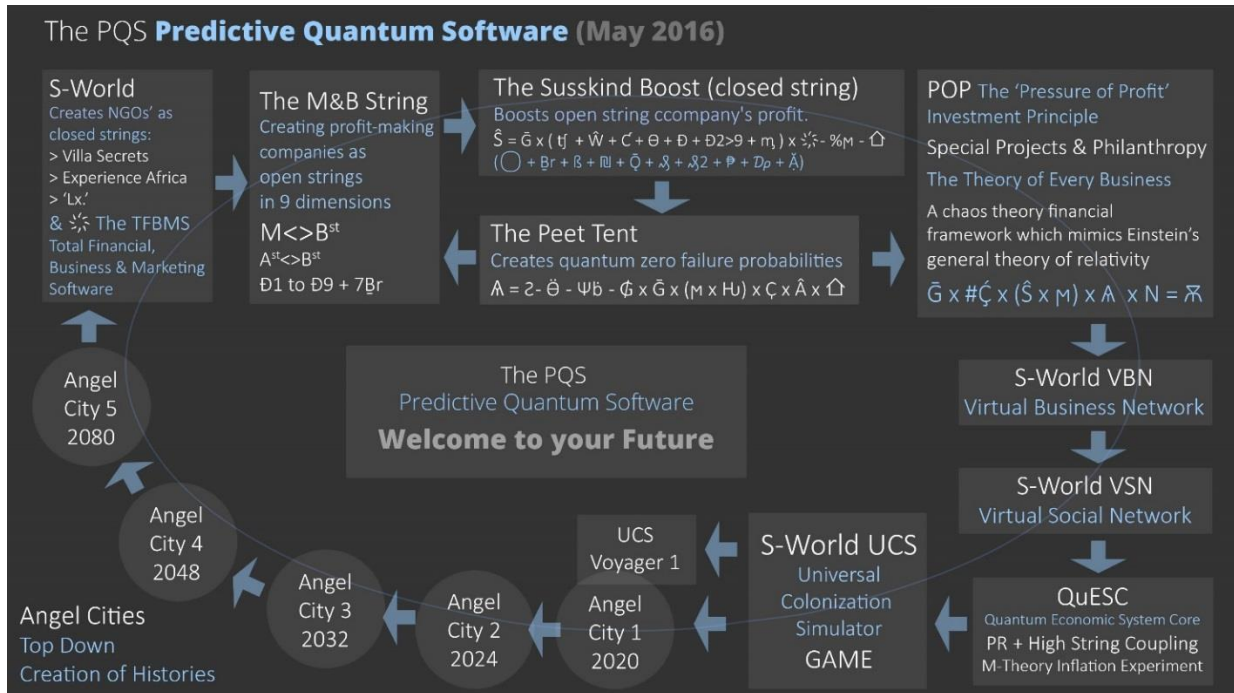 The PQS Predictive Quantum Software (May 2016)
S-World
Creates NGOs' as
closed strings:
> Villa Secrets
> Experience Africa
> 'Lx.'
& The TFBMS
Total Financial,
Business & Marketing
Software
The M&B String
Creating profit-making
companies as
open strings
in 9 dimensions
M<>Bˢᵗ
Aˢᵗ<>Bˢᵗ
Đ1 to Đ9 + 7Ḇr
The Susskind Boost (closed string)
Boosts open string ccompany's profit.
The Peet Tent
Creates quantum zero failure probabilities
POP The 'Pressure of Profit'
Investment Principle
Special Projects & Philanthropy
The Theory of Every Business
A chaos theory financial
framework which mimics Einstein's
general theory of relativity
S-World VBN
Virtual Business Network
S-World VSN
Virtual Social Network
QuESC
Quantum Economic System Core
PR + High String Coupling
M-Theory Inflation Experiment
S-World UCS
Universal
Colonization
Simulator
GAME
UCS
Voyager 1
Angel
City 1
2020
Angel
City 2
2024
Angel
City 3
2032
Angel
City 4
2048
Angel
City 5
2080
The PQS
Predictive Quantum Software
Welcome to your Future
Angel Cities
Top Down
Creation of Histories